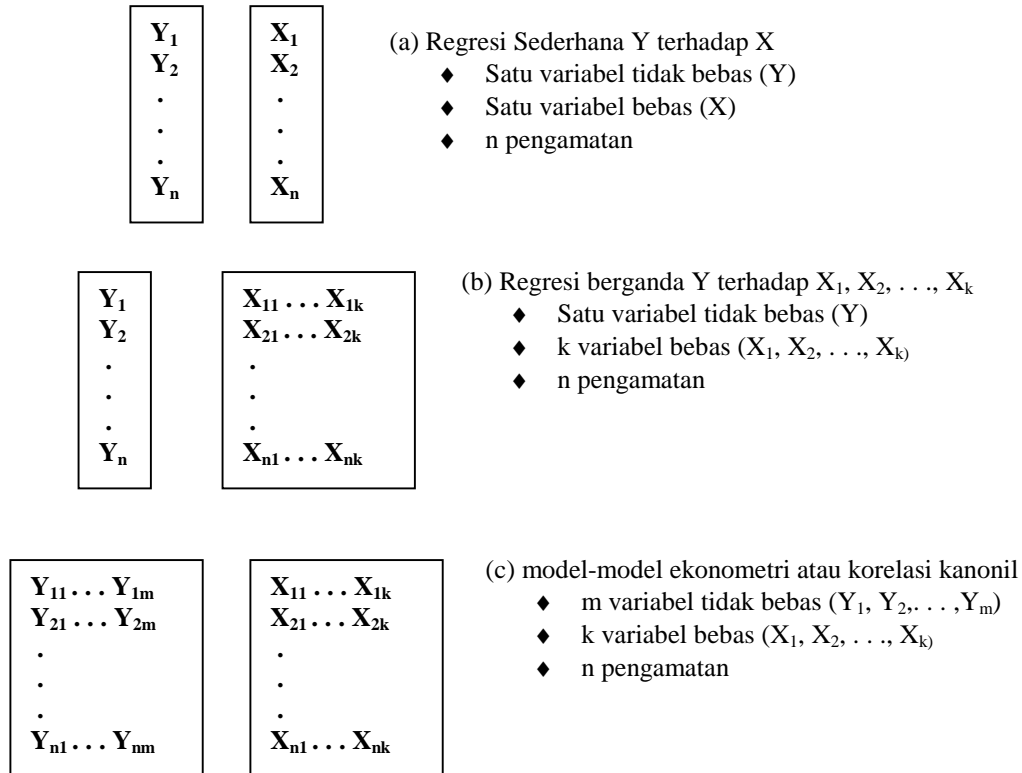 Y1 X1
Y2 X2
. .
. .
. .
Yn Xn
(a) Regresi Sederhana Y terhadap X
♦ Satu variabel tidak bebas (Y)
♦ Satu variabel bebas (X)
♦ n pengamatan
Y1 X11 . . . X1k
Y2 X21 . . . X2k
. .
. .
. .
Yn Xn1 . . . Xnk
(b) Regresi berganda Y terhadap X1, X2, . . ., Xk
♦ Satu variabel tidak bebas (Y)
♦ k variabel bebas (X1, X2, . . ., Xk)
♦ n pengamatan
Y11 . . . Y1m X11 . . . X1k
Y21 . . . Y2m X21 . . . X2k
. .
. .
. .
Yn1 . . . Ynm Xn1 . . . Xnk
(c) model-model ekonometri atau korelasi kanonil
♦ m variabel tidak bebas (Y1, Y2,. . . ,Ym)
♦ k variabel bebas (X1, X2, . . ., Xk)
♦ n pengamatan